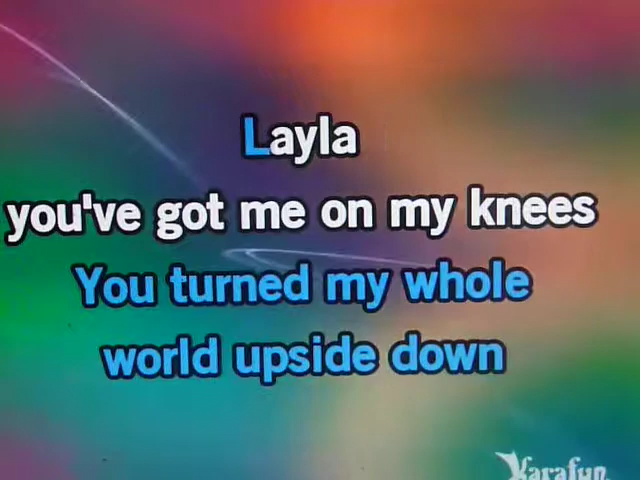 Layla
you've got me on my knees
You turned my whole
world upside down
Karafun